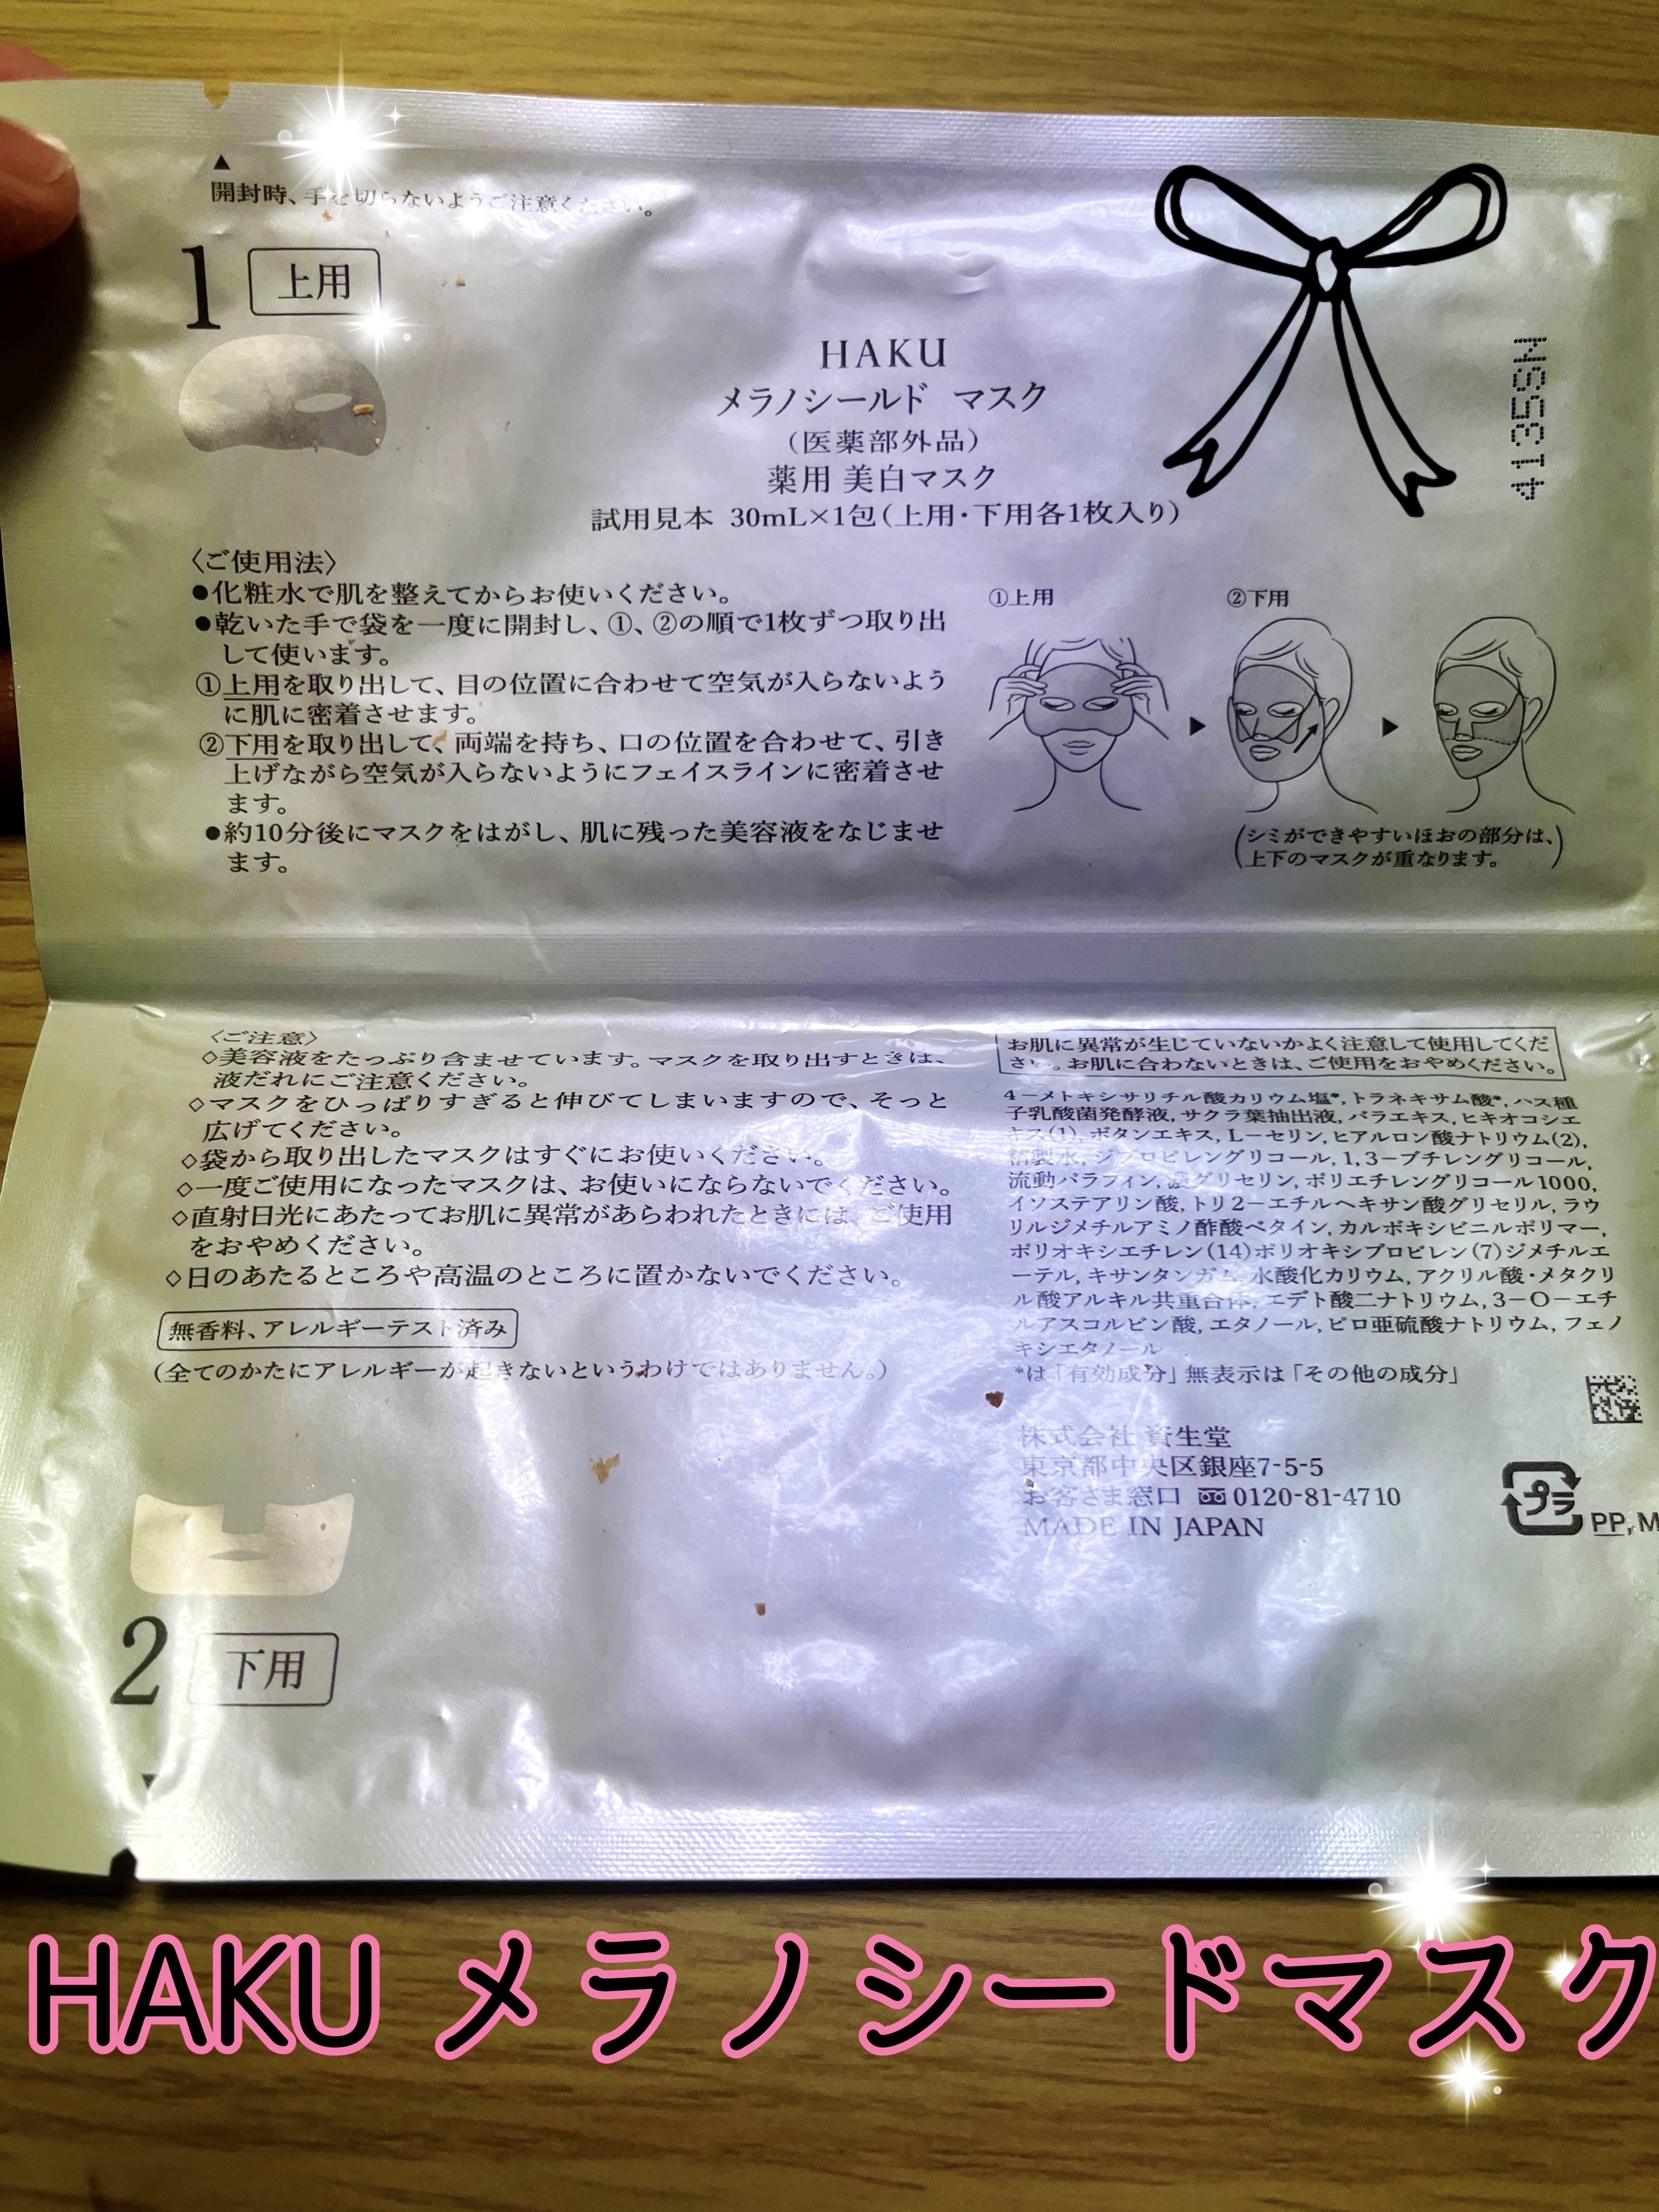 開封時、手を切らないようご注意ください。
1 上用
HAKU
メラノシールド マスク
(医薬部外品)
薬用 美白マスク
試用見本 30mL×1包(上用・下用各1枚入り)
4135SN
〈ご使用法〉
●化粧水で肌を整えてからお使いください。
●乾いた手で袋を一度に開封し、①、②の順で1枚ずつ取り出
して使います。
①上用を取り出して、目の位置に合わせて空気が入らないよう
に肌に密着させます。
②下用を取り出して、両端を持ち、口の位置を合わせて、引き
上げながら空気が入らないようにフェイスラインに密着させ
ます。
●約10分後にマスクをはがし、肌に残った美容液をなじませ
ます。
①上用 ②下用
(シミができやすいほおの部分は、
上下のマスクが重なります。)
〈ご注意〉
◇美容液をたっぷり含ませています。マスクを取り出すときは、
液だれにご注意ください。
◇マスクをひっぱりすぎると伸びてしまいますので、そっと
広げてください。
◇袋から取り出したマスクはすぐにお使いください。
◇一度ご使用になったマスクは、お使いにならないでください。
◇直射日光にあたってお肌に異常があらわれたときには、ご使用
をおやめください。
◇日のあたるところや高温のところに置かないでください。
無香料、アレルギーテスト済み
(全てのかたにアレルギーが起きないというわけではありません。)
お肌に異常が生じていないかよく注意して使用してくだ
さい。お肌に合わないときは、ご使用をおやめください。
4-メトキシサリチル酸カリウム塩*, トラネキサム酸*, ハス種
子乳酸菌発酵液, サクラ葉抽出液, バラエキス, ヒキオコシエ
キス(1), ボタンエキス, L-セリン, ヒアルロン酸ナトリウム(2),
精製水, ジプロピレングリコール, 1,3-ブチレングリコール,
流動パラフィン, 濃グリセリン, ポリエチレングリコール1000,
イソステアリン酸, トリ2-エチルヘキサン酸グリセリル, ラウ
リルジメチルアミノ酢酸ベタイン, カルボキシビニルポリマー,
ポリオキシエチレン(14)ポリオキシプロピレン(7)ジメチルエ
ーテル, キサンタンガム, 水酸化カリウム, アクリル酸・メタクリ
ル酸アルキル共重合体, エデト酸二ナトリウム, 3-O-エチ
ルアスコルビン酸, エタノール, ピロ亜硫酸ナトリウム, フェノ
キシエタノール
*は「有効成分」無表示は「その他の成分」
株式会社 資生堂
東京都中央区銀座7-5-5
お客さま窓口 0120-81-4710
MADE IN JAPAN
プラ PP, M
2 下用
HAKU メラノシードマスク